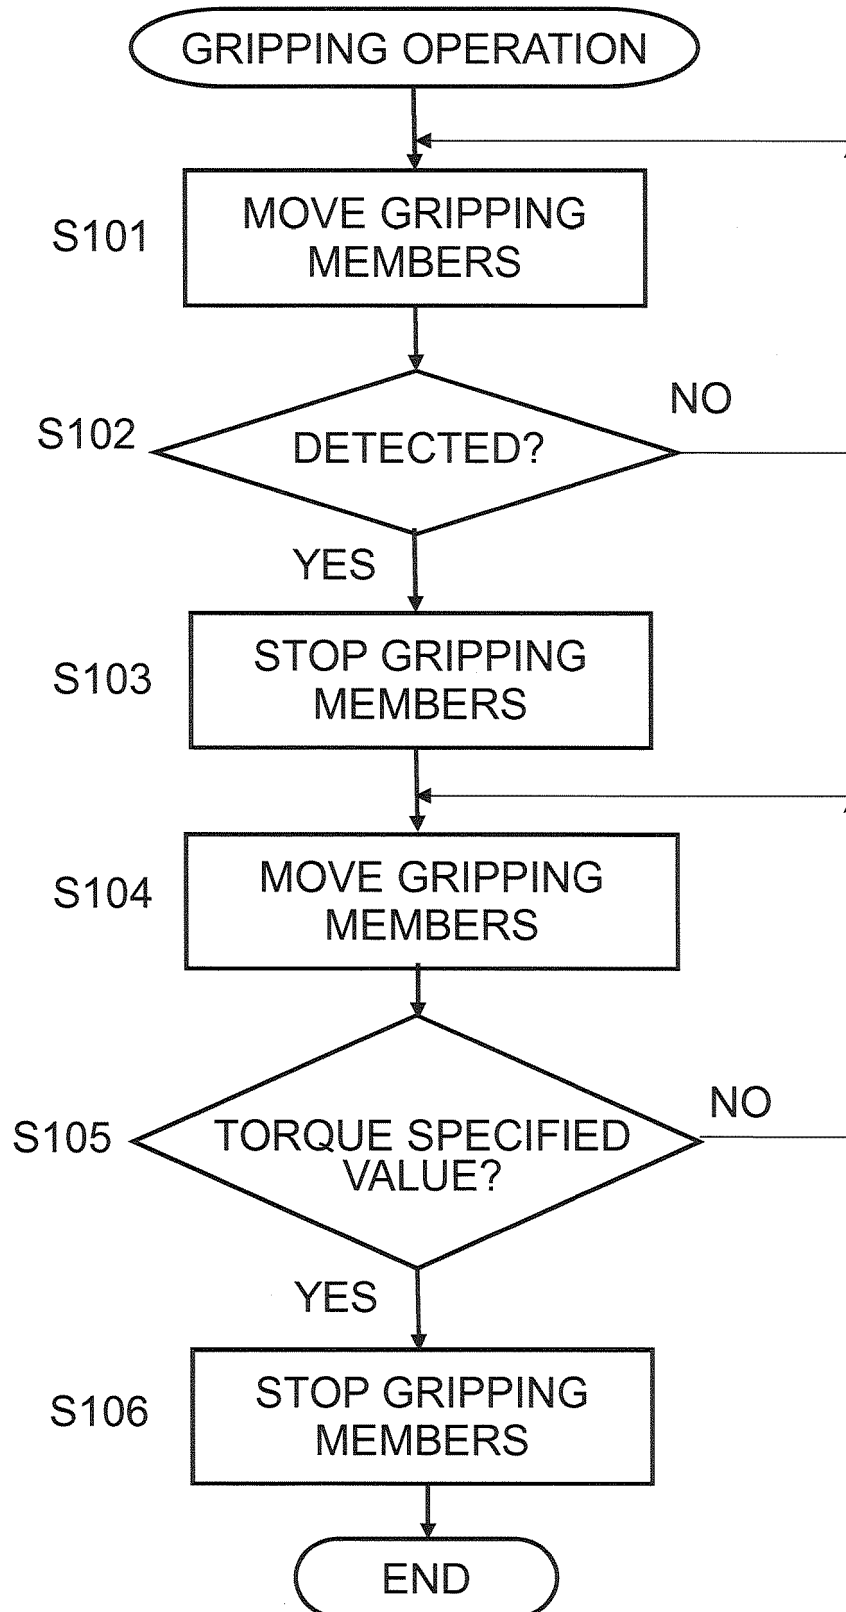 GRIPPING OPERATION
S101
MOVE GRIPPING
MEMBERS
S102
DETECTED?
NO
YES
S103
STOP GRIPPING
MEMBERS
S104
MOVE GRIPPING
MEMBERS
S105
TORQUE SPECIFIED
VALUE?
NO
YES
S106
STOP GRIPPING
MEMBERS
END